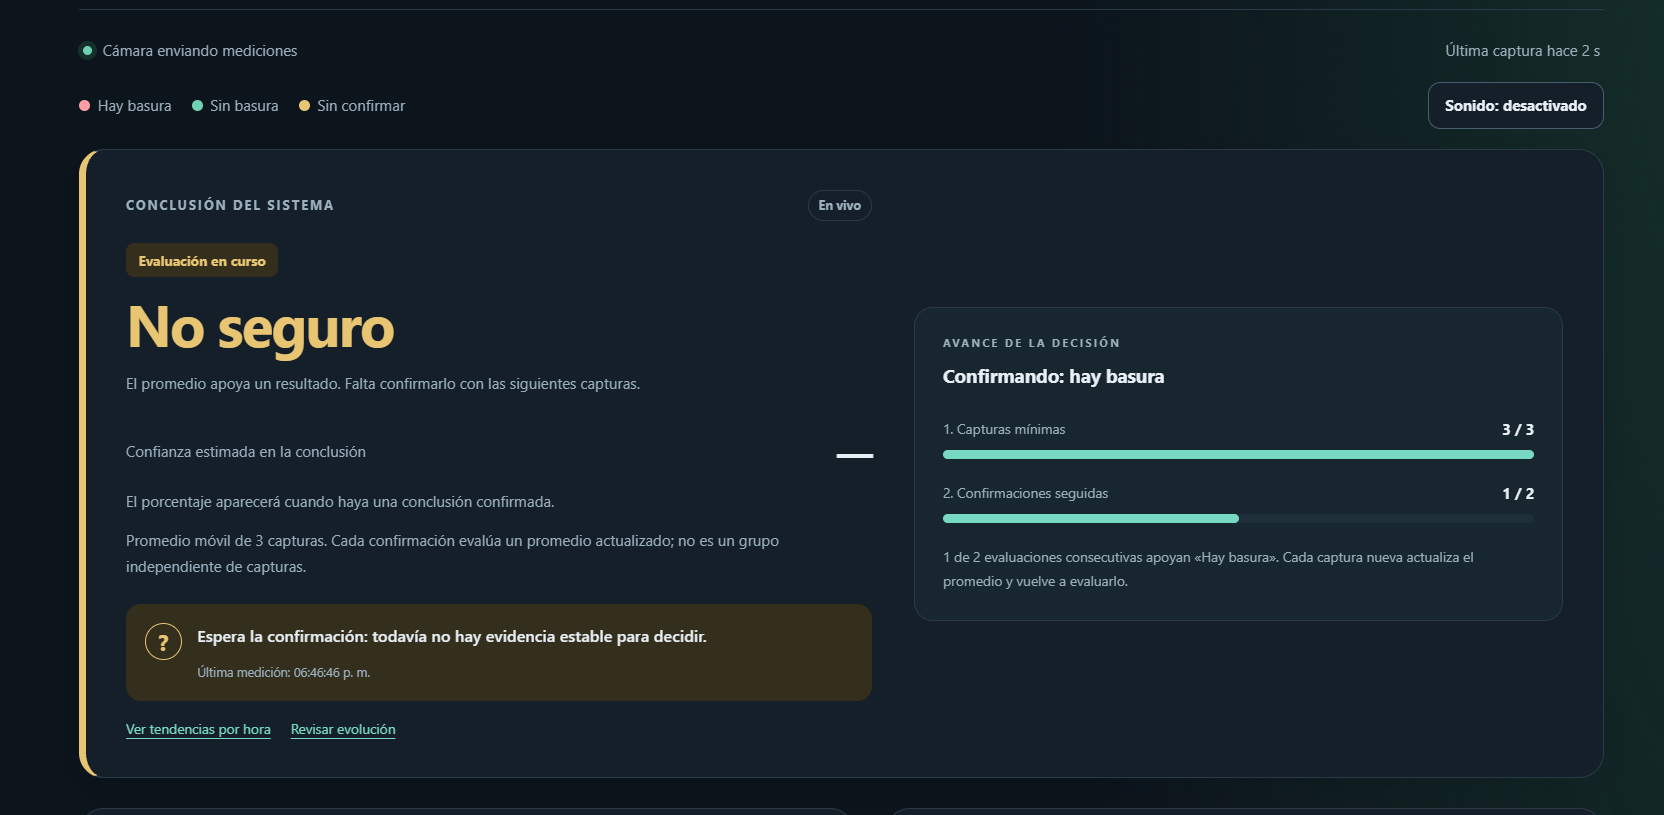 Cámara enviando mediciones
Última captura hace 2 s
Hay basura
Sin basura
Sin confirmar
Sonido: desactivado
CONCLUSIÓN DEL SISTEMA
En vivo
Evaluación en curso
No seguro
El promedio apoya un resultado. Falta confirmarlo con las siguientes capturas.
Confianza estimada en la conclusión
—
El porcentaje aparecerá cuando haya una conclusión confirmada.
Promedio móvil de 3 capturas. Cada confirmación evalúa un promedio actualizado; no es un grupo
independiente de capturas.
?
Espera la confirmación: todavía no hay evidencia estable para decidir.
Última medición: 06:46:46 p. m.
Ver tendencias por hora
Revisar evolución
AVANCE DE LA DECISIÓN
Confirmando: hay basura
1. Capturas mínimas
3 / 3
2. Confirmaciones seguidas
1 / 2
1 de 2 evaluaciones consecutivas apoyan «Hay basura». Cada captura nueva actualiza el
promedio y vuelve a evaluarlo.